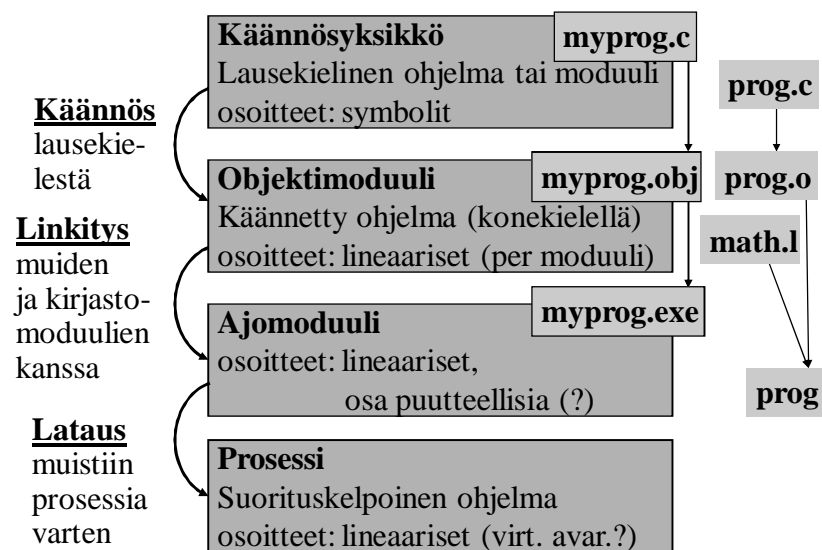 Käännösyksikkö
myprog.c
Lausekielinen ohjelma tai moduuli
osoitteet: symbolit
prog.c
Käännös
lausekie-
lestä
Objektimoduuli
myprog.obj
prog.o
Käännetty ohjelma (konekielellä)
osoitteet: lineaariset (per moduuli)
math.l
Linkitys
muiden
ja kirjasto-
moduulien
kanssa
Ajomoduuli
myprog.exe
osoitteet: lineaariset,
osa puutteellisia (?)
prog
Lataus
muistiin
prosessia
varten
Prosessi
Suorituskelpoinen ohjelma
osoitteet: lineaariset (virt. avar.?)